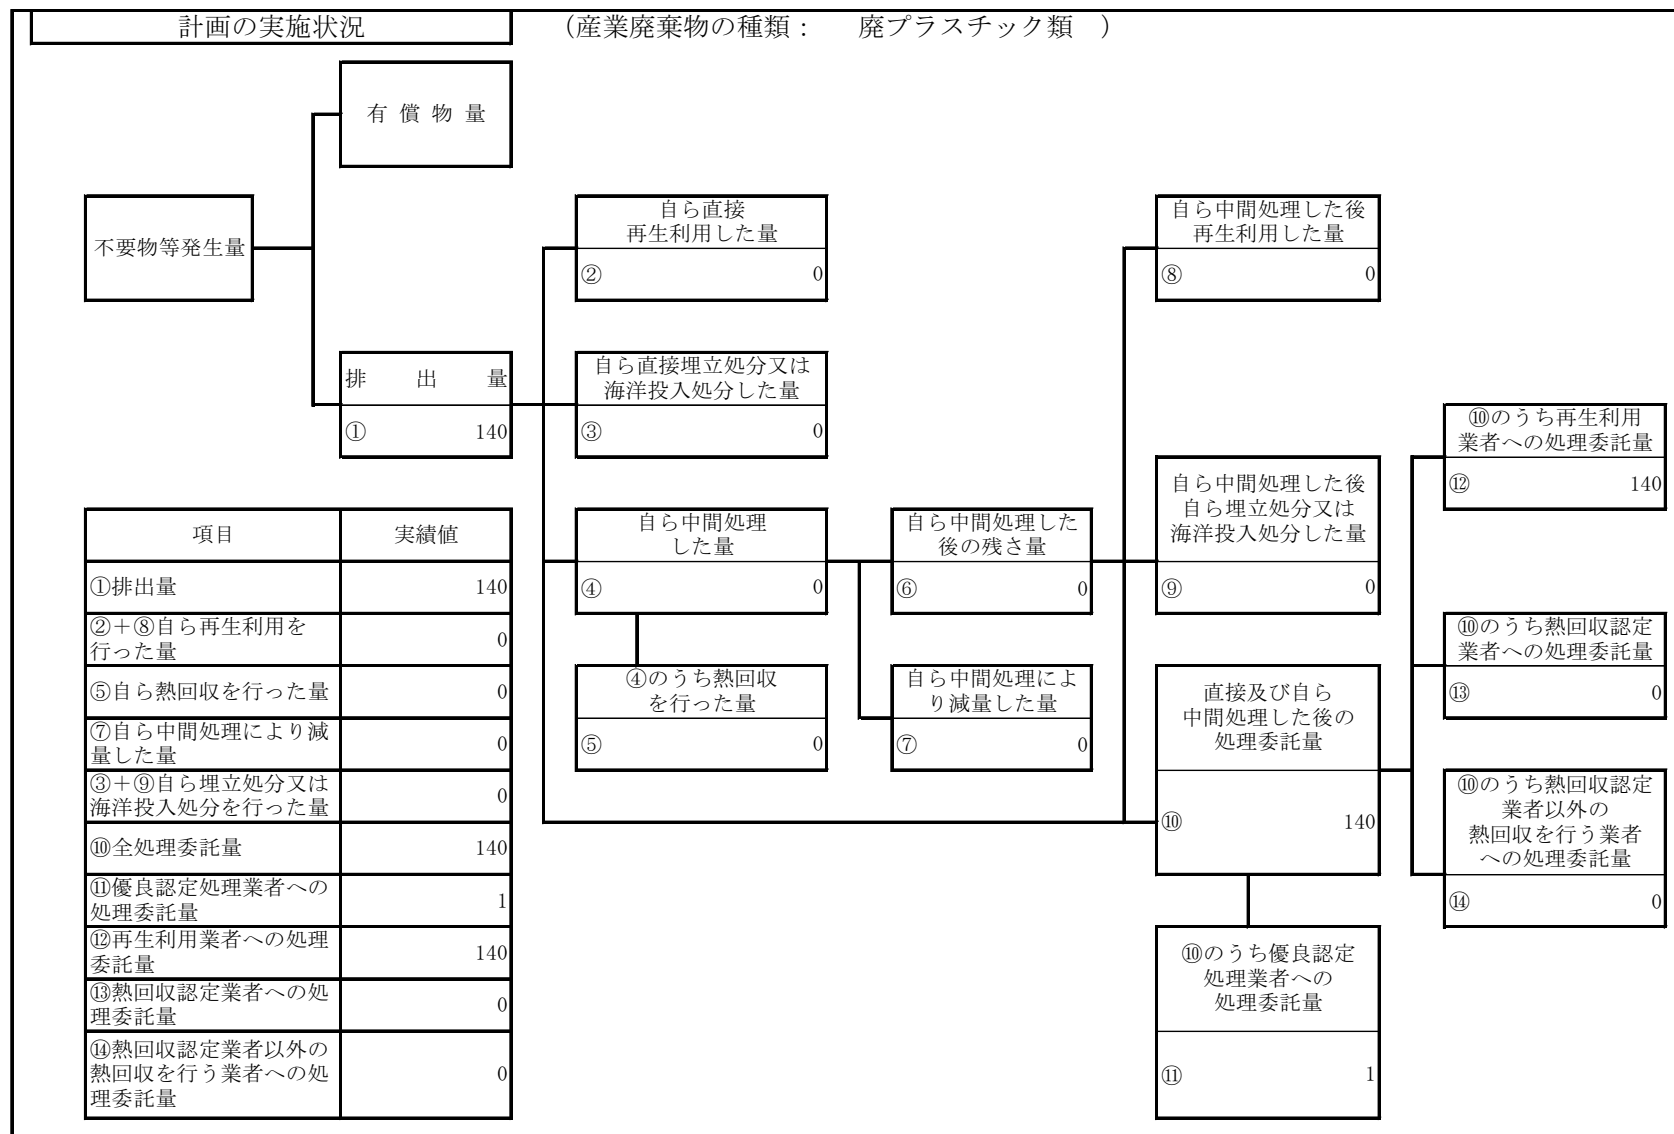 計画の実施状況
（産業廃棄物の種類： 廃プラスチック類 ）
有 償 物 量
不要物等発生量
自ら直接
再生利用した量
② 0
自ら中間処理した後
再生利用した量
⑧ 0
排 出 量
① 140
自ら直接埋立処分又は
海洋投入処分した量
③ 0
⑩のうち再生利用
業者への処理委託量
⑫ 140
自ら中間処理した後
自ら埋立処分又は
海洋投入処分した量
⑨ 0
自ら中間処理
した量
④ 0
自ら中間処理した
後の残さ量
⑥ 0
⑩のうち熱回収認定
業者への処理委託量
⑬ 0
④のうち熱回収
を行った量
⑤ 0
自ら中間処理によ
り減量した量
⑦ 0
直接及び自ら
中間処理した後の
処理委託量
⑩ 140
⑩のうち熱回収認定
業者以外の
熱回収を行う業者
への処理委託量
⑭ 0
⑩のうち優良認定
処理業者への
処理委託量
⑪ 1
項目 実績値
①排出量 140
②＋⑧自ら再生利用を
行った量 0
⑤自ら熱回収を行った量 0
⑦自ら中間処理により減
量した量 0
③＋⑨自ら埋立処分又は
海洋投入処分を行った量 0
⑩全処理委託量 140
⑪優良認定処理業者への
処理委託量 1
⑫再生利用業者への処理
委託量 140
⑬熱回収認定業者への処
理委託量 0
⑭熱回収認定業者以外の
熱回収を行う業者への処
理委託量 0